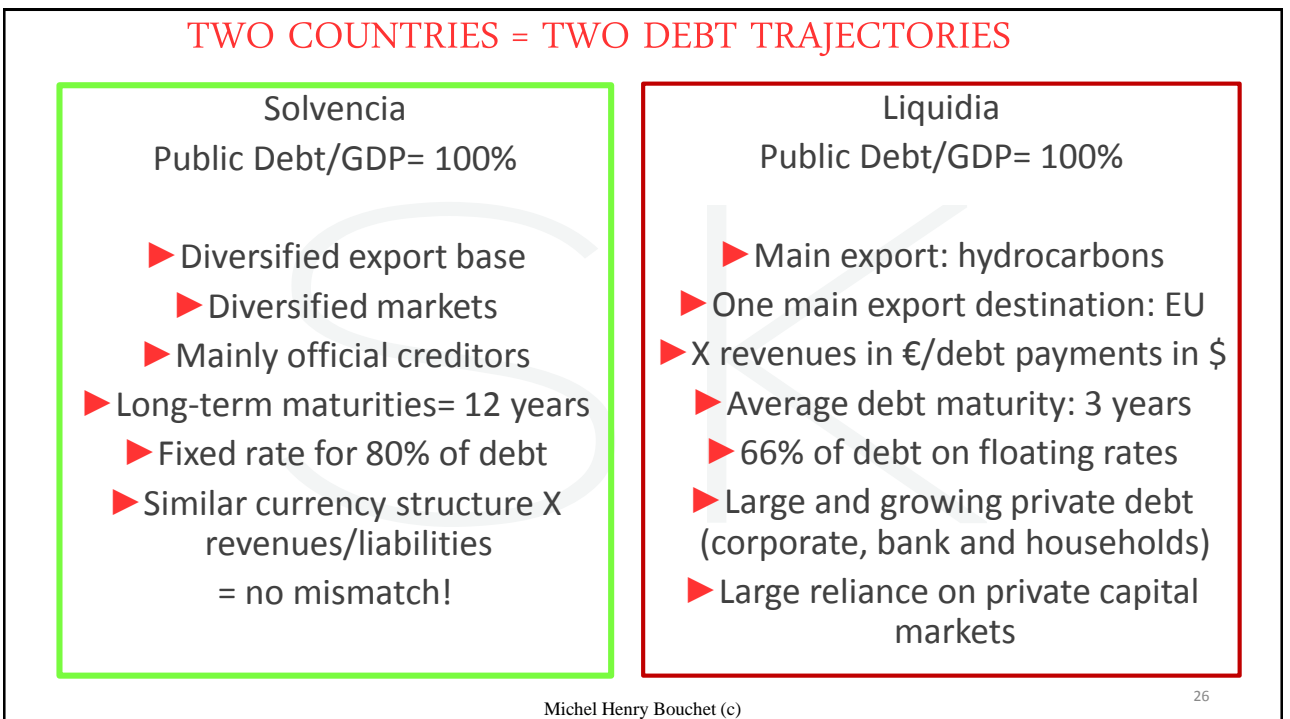 TWO COUNTRIES = TWO DEBT TRAJECTORIES
Solvencia
Public Debt/GDP= 100%
►Diversified export base
►Diversified markets
►Mainly official creditors
►Long-term maturities= 12 years
►Fixed rate for 80% of debt
►Similar currency structure X
revenues/liabilities
= no mismatch!
Liquidia
Public Debt/GDP= 100%
►Main export: hydrocarbons
►One main export destination: EU
►X revenues in €/debt payments in $
►Average debt maturity: 3 years
►66% of debt on floating rates
►Large and growing private debt
(corporate, bank and households)
►Large reliance on private capital
markets
SK
Michel Henry Bouchet (c)
26